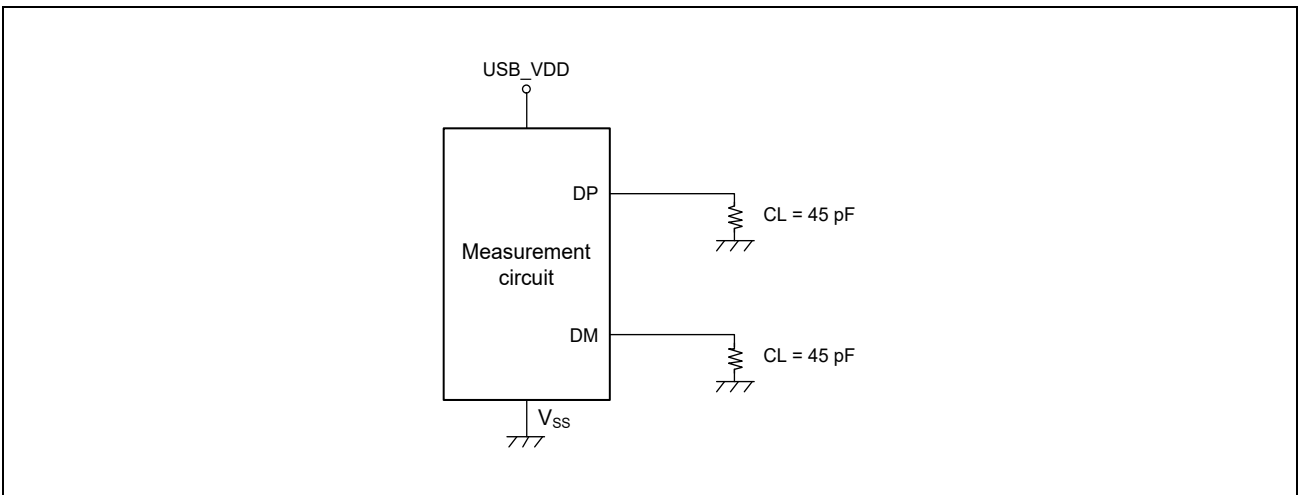 USB_VDD
DP
CL = 45 pF
Measurement
circuit
DM
CL = 45 pF
VSS